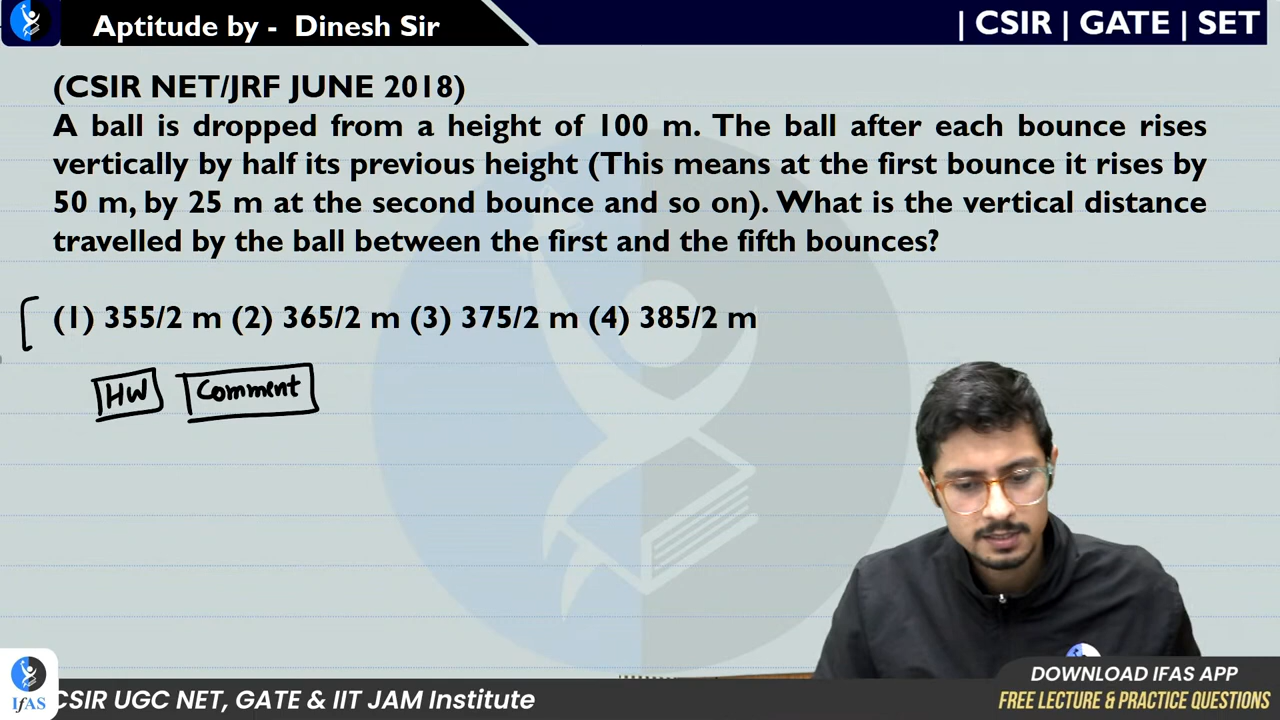 Aptitude by - Dinesh Sir
| CSIR | GATE | SET
(CSIR NET/JRF JUNE 2018)
A ball is dropped from a height of 100 m. The ball after each bounce rises
vertically by half its previous height (This means at the first bounce it rises by
50 m, by 25 m at the second bounce and so on). What is the vertical distance
travelled by the ball between the first and the fifth bounces?
(1) 355/2 m (2) 365/2 m (3) 375/2 m (4) 385/2 m
HW Comment
IFAS
CSIR UGC NET, GATE & IIT JAM Institute
DOWNLOAD IFAS APP
FREE LECTURE & PRACTICE QUESTIONS